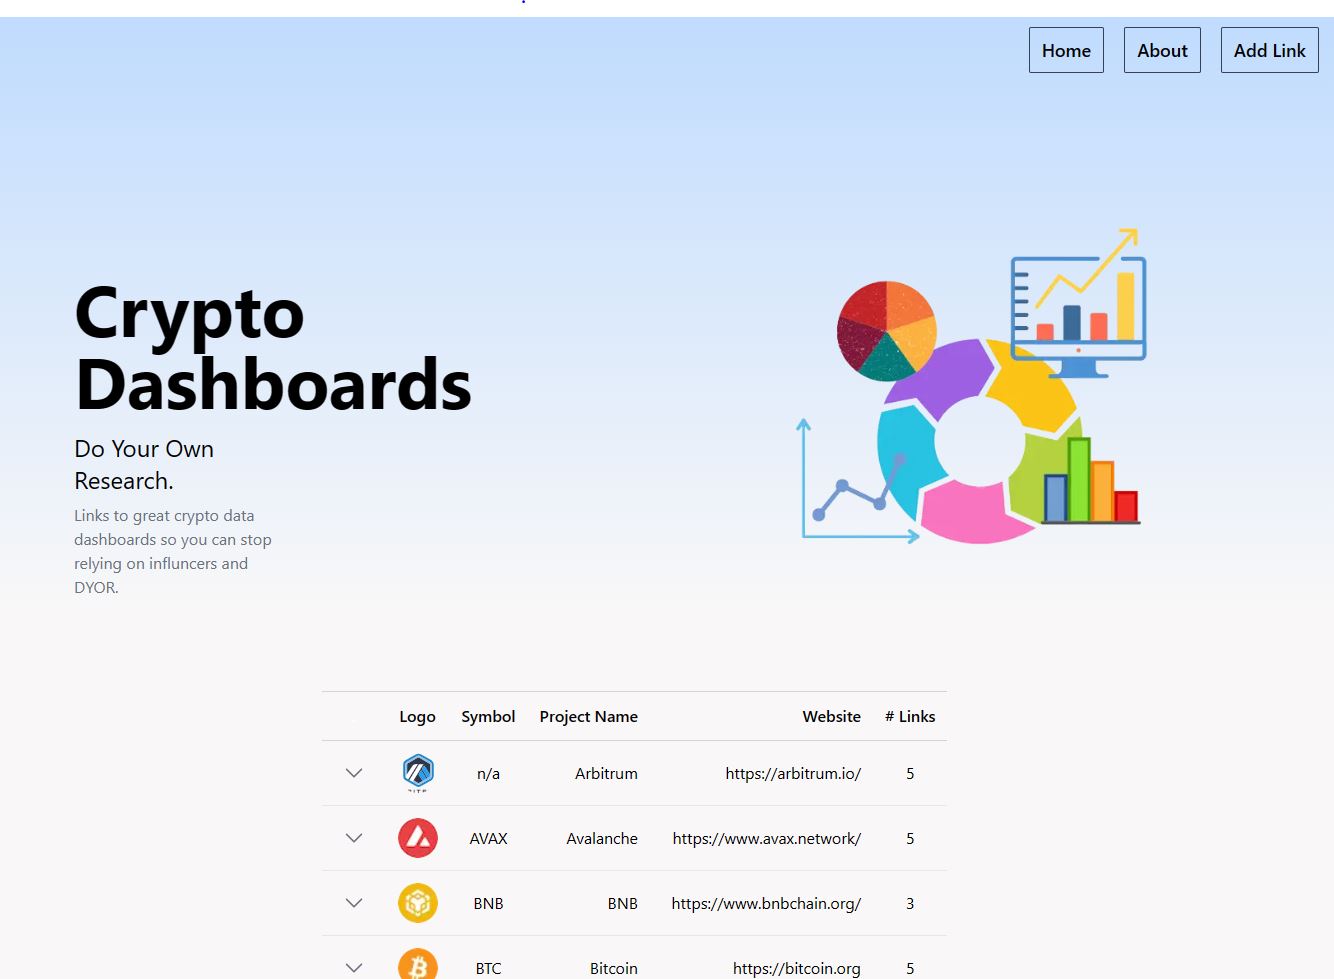 Home About Add Link
Crypto
Dashboards
Do Your Own
Research.
Links to great crypto data
dashboards so you can stop
relying on influncers and
DYOR.
Logo Symbol Project Name Website # Links
n/a Arbitrum https://arbitrum.io/ 5
AVAX Avalanche https://www.avax.network/ 5
BNB BNB https://www.bnbchain.org/ 3
BTC Bitcoin https://bitcoin.org 5